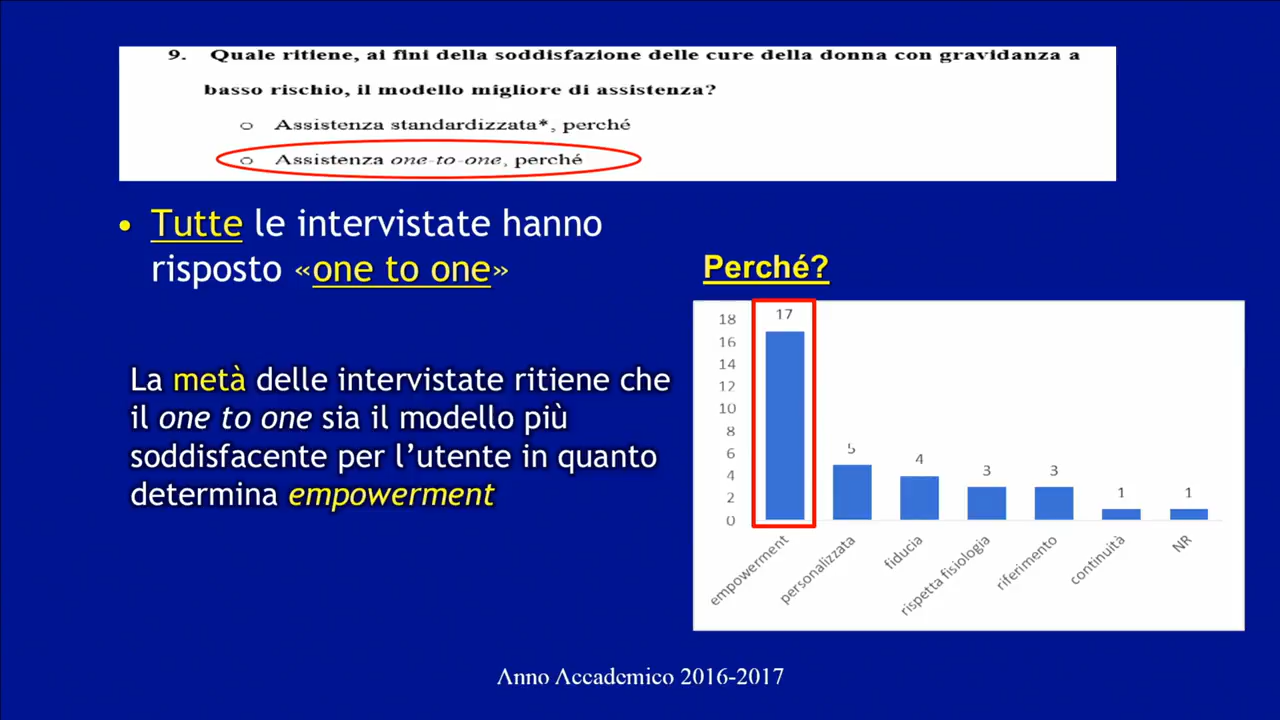 9. Quale ritiene, ai fini della soddisfazione delle cure della donna con gravidanza a
basso rischio, il modello migliore di assistenza?
o Assistenza standardizzata*, perché
o Assistenza one-to-one, perché
• Tutte le intervistate hanno
risposto «one to one»
La metà delle intervistate ritiene che
il one to one sia il modello più
soddisfacente per l’utente in quanto
determina empowerment
Perché?
18
16
14
12
10
8
6
4
2
0
17
5
4
3
3
1
1
empowerment
personalizzata
fiducia
rispetta fisiologia
riferimento
continuità
NR
Anno Accademico 2016-2017